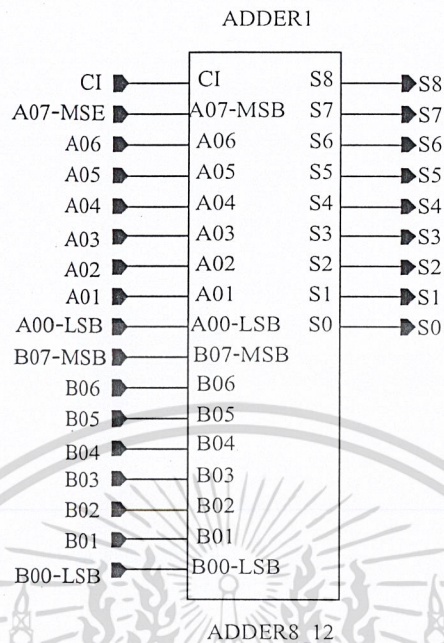 ADDER1
CI CI S8 S8
A07-MSE A07-MSB S7 S7
A06 A06 S6 S6
A05 A05 S5 S5
A04 A04 S4 S4
A03 A03 S3 S3
A02 A02 S2 S2
A01 A01 S1 S1
A00-LSB A00-LSB S0 S0
B07-MSB B07-MSB
B06 B06
B05 B05
B04 B04
B03 B03
B02 B02
B01 B01
B00-LSB B00-LSB
ADDER8 12